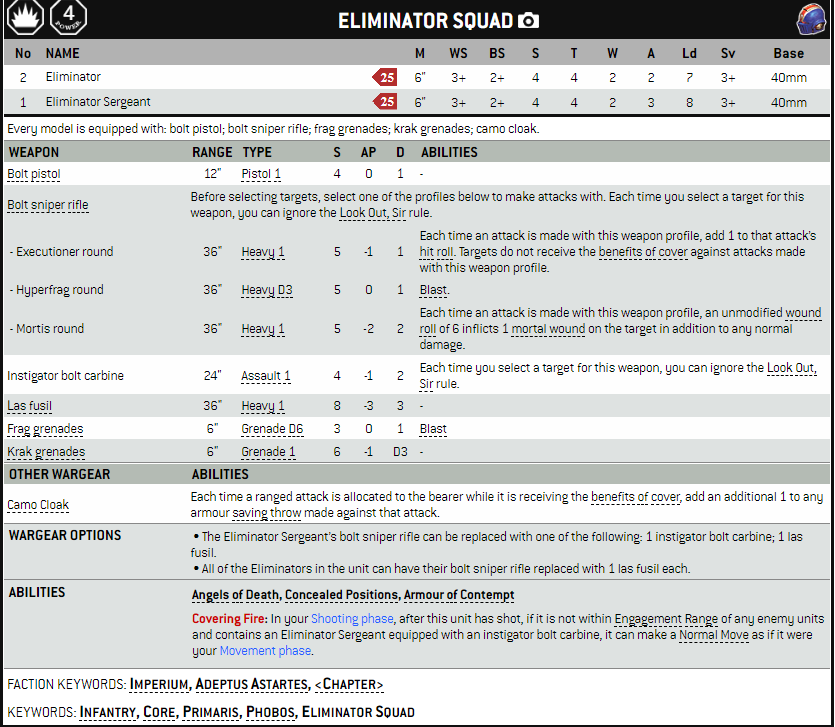 4
POWER
ELIMINATOR SQUAD
No NAME M WS BS S T W A Ld Sv Base
2 Eliminator 25 6" 3+ 2+ 4 4 2 2 7 3+ 40mm
1 Eliminator Sergeant 25 6" 3+ 2+ 4 4 2 3 8 3+ 40mm
Every model is equipped with: bolt pistol; bolt sniper rifle; frag grenades; krak grenades; camo cloak.
WEAPON RANGE TYPE S AP D ABILITIES
Bolt pistol 12" Pistol 1 4 0 1 -
Bolt sniper rifle
Before selecting targets, select one of the profiles below to make attacks with. Each time you select a target for this
weapon, you can ignore the Look Out, Sir rule.
- Executioner round 36" Heavy 1 5 -1 1
Each time an attack is made with this weapon profile, add 1 to that attack's
hit roll. Targets do not receive the benefits of cover against attacks made
with this weapon profile.
- Hyperfrag round 36" Heavy D3 5 0 1 Blast.
- Mortis round 36" Heavy 1 5 -2 2
Each time an attack is made with this weapon profile, an unmodified wound
roll of 6 inflicts 1 mortal wound on the target in addition to any normal
damage.
Instigator bolt carbine 24" Assault 1 4 -1 2
Each time you select a target for this weapon, you can ignore the Look Out,
Sir rule.
Las fusil 36" Heavy 1 8 -3 3 -
Frag grenades 6" Grenade D6 3 0 1 Blast
Krak grenades 6" Grenade 1 6 -1 D3 -
OTHER WARGEAR ABILITIES
Camo Cloak
Each time a ranged attack is allocated to the bearer while it is receiving the benefits of cover, add an additional 1 to any
armour saving throw made against that attack.
WARGEAR OPTIONS
• The Eliminator Sergeant's bolt sniper rifle can be replaced with one of the following: 1 instigator bolt carbine; 1 las
fusil.
• All of the Eliminators in the unit can have their bolt sniper rifle replaced with 1 las fusil each.
ABILITIES
Angels of Death, Concealed Positions, Armour of Contempt
Covering Fire: In your Shooting phase, after this unit has shot, if it is not within Engagement Range of any enemy units
and contains an Eliminator Sergeant equipped with an instigator bolt carbine, it can make a Normal Move as if it were
your Movement phase.
FACTION KEYWORDS: IMPERIUM, ADEPTUS ASTARTES, <CHAPTER>
KEYWORDS: INFANTRY, CORE, PRIMARIS, PHOBOS, ELIMINATOR SQUAD